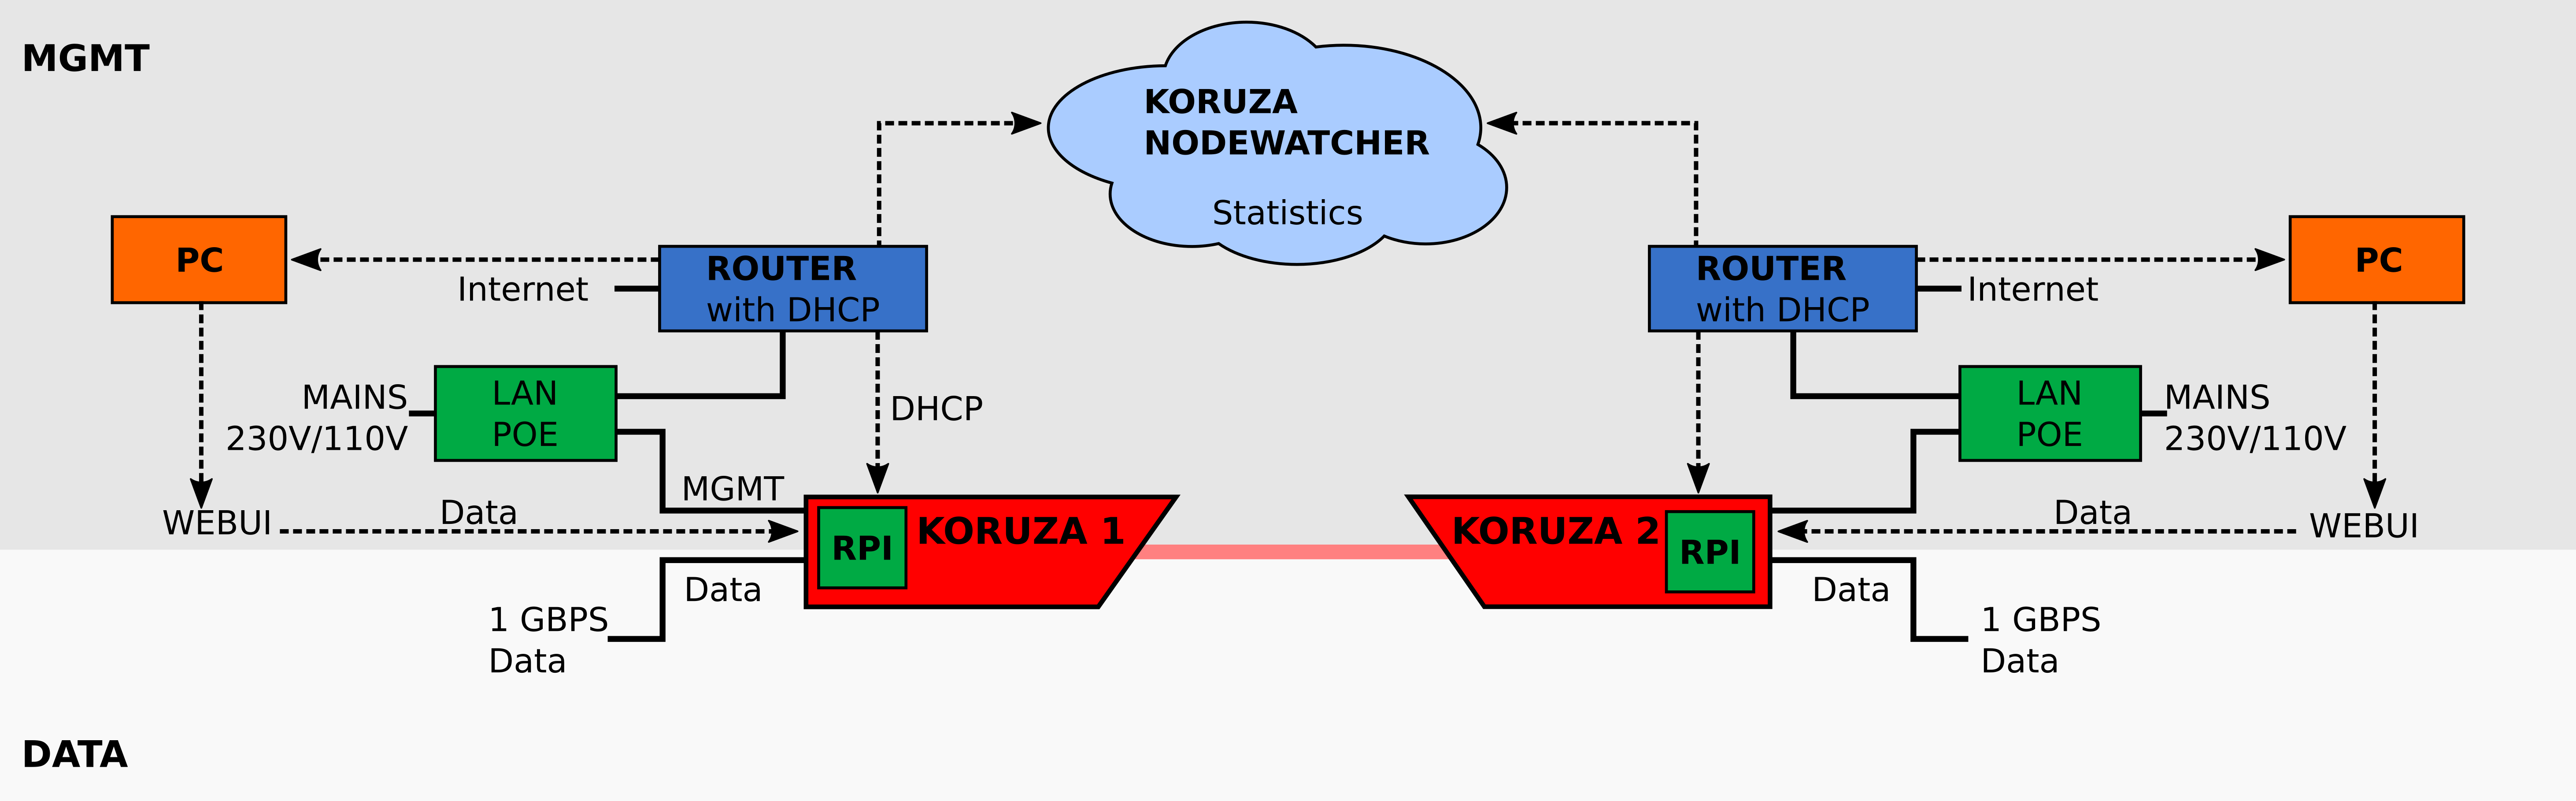 MGMT
KORUZA
NODEWATCHER
Statistics
PC
Internet
ROUTER
with DHCP
ROUTER
with DHCP
Internet
PC
MAINS
230V/110V
LAN
POE
DHCP
LAN
POE
MAINS
230V/110V
WEBUI
Data
MGMT
RPI
KORUZA 1
KORUZA 2
RPI
Data
WEBUI
Data
1 GBPS
Data
Data
1 GBPS
Data
DATA